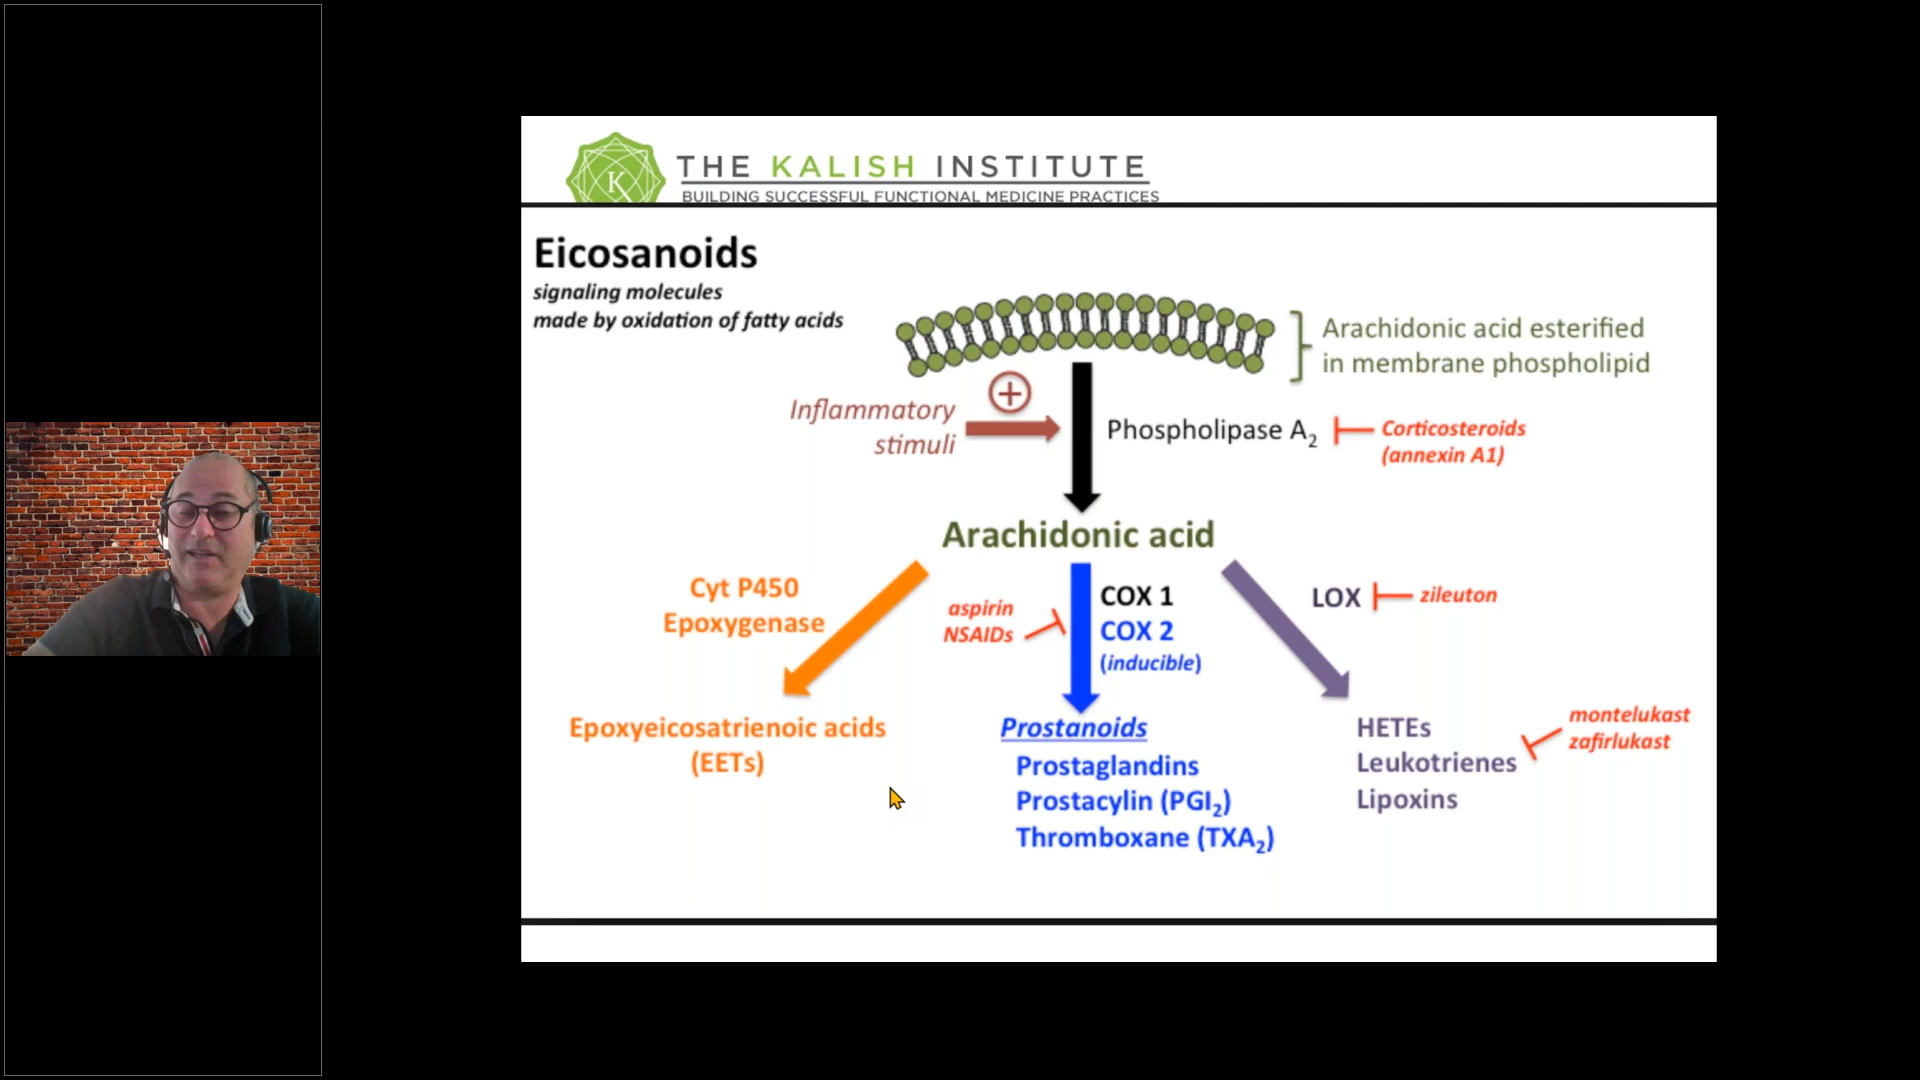 THE KALISH INSTITUTE
BUILDING SUCCESSFUL FUNCTIONAL MEDICINE PRACTICES
K
Eicosanoids
signaling molecules
made by oxidation of fatty acids
Arachidonic acid esterified
in membrane phospholipid
+
Inflammatory
stimuli
Phospholipase A₂
Corticosteroids
(annexin A1)
Arachidonic acid
Cyt P450
Epoxygenase
aspirin
NSAIDs
COX 1
COX 2
(inducible)
LOX
zileuton
Epoxyeicosatrienoic acids
(EETs)
Prostanoids
Prostaglandins
Prostacylin (PGI₂)
Thromboxane (TXA₂)
HETEs
Leukotrienes
Lipoxins
montelukast
zafirlukast